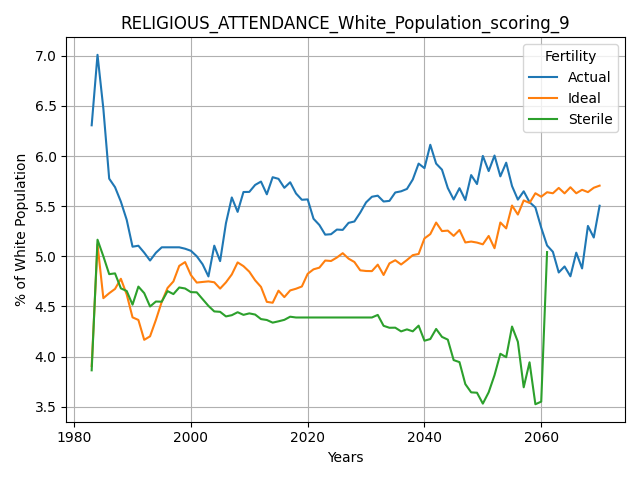 RELIGIOUS_ATTENDANCE_White_Population_scoring_9
Fertility
Actual
Ideal
Sterile
% of White Population
7.0
6.5
6.0
5.5
5.0
4.5
4.0
3.5
1980
2000
2020
2040
2060
Years